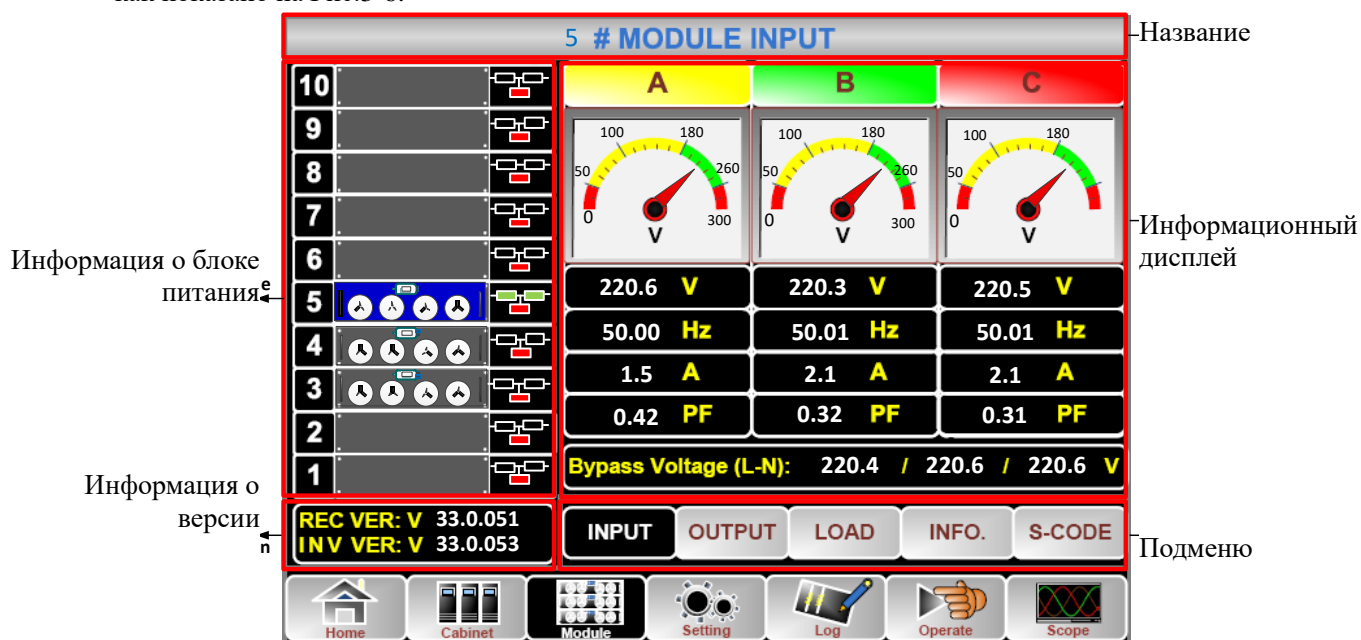 5 # MODULE INPUT
Название
10
9
8
7
6
5
4
3
2
1
A B C
100 180
50 260
0 300
V
100 180
50 260
0 300
V
100 180
50
0
V
220.6 V 220.3 V 220.5 V
50.00 Hz 50.01 Hz 50.01 Hz
1.5 A 2.1 A 2.1 A
0.42 PF 0.32 PF 0.31 PF
Bypass Voltage (L-N): 220.4 / 220.6 / 220.6 V
Информационный
дисплей
Информация о блоке
питания
e
Информация о
версии
n
REC VER: V 33.0.051
INV VER: V 33.0.053
INPUT OUTPUT LOAD INFO. S-CODE
Подменю
Home Cabinet Module Setting Log Operate Scope